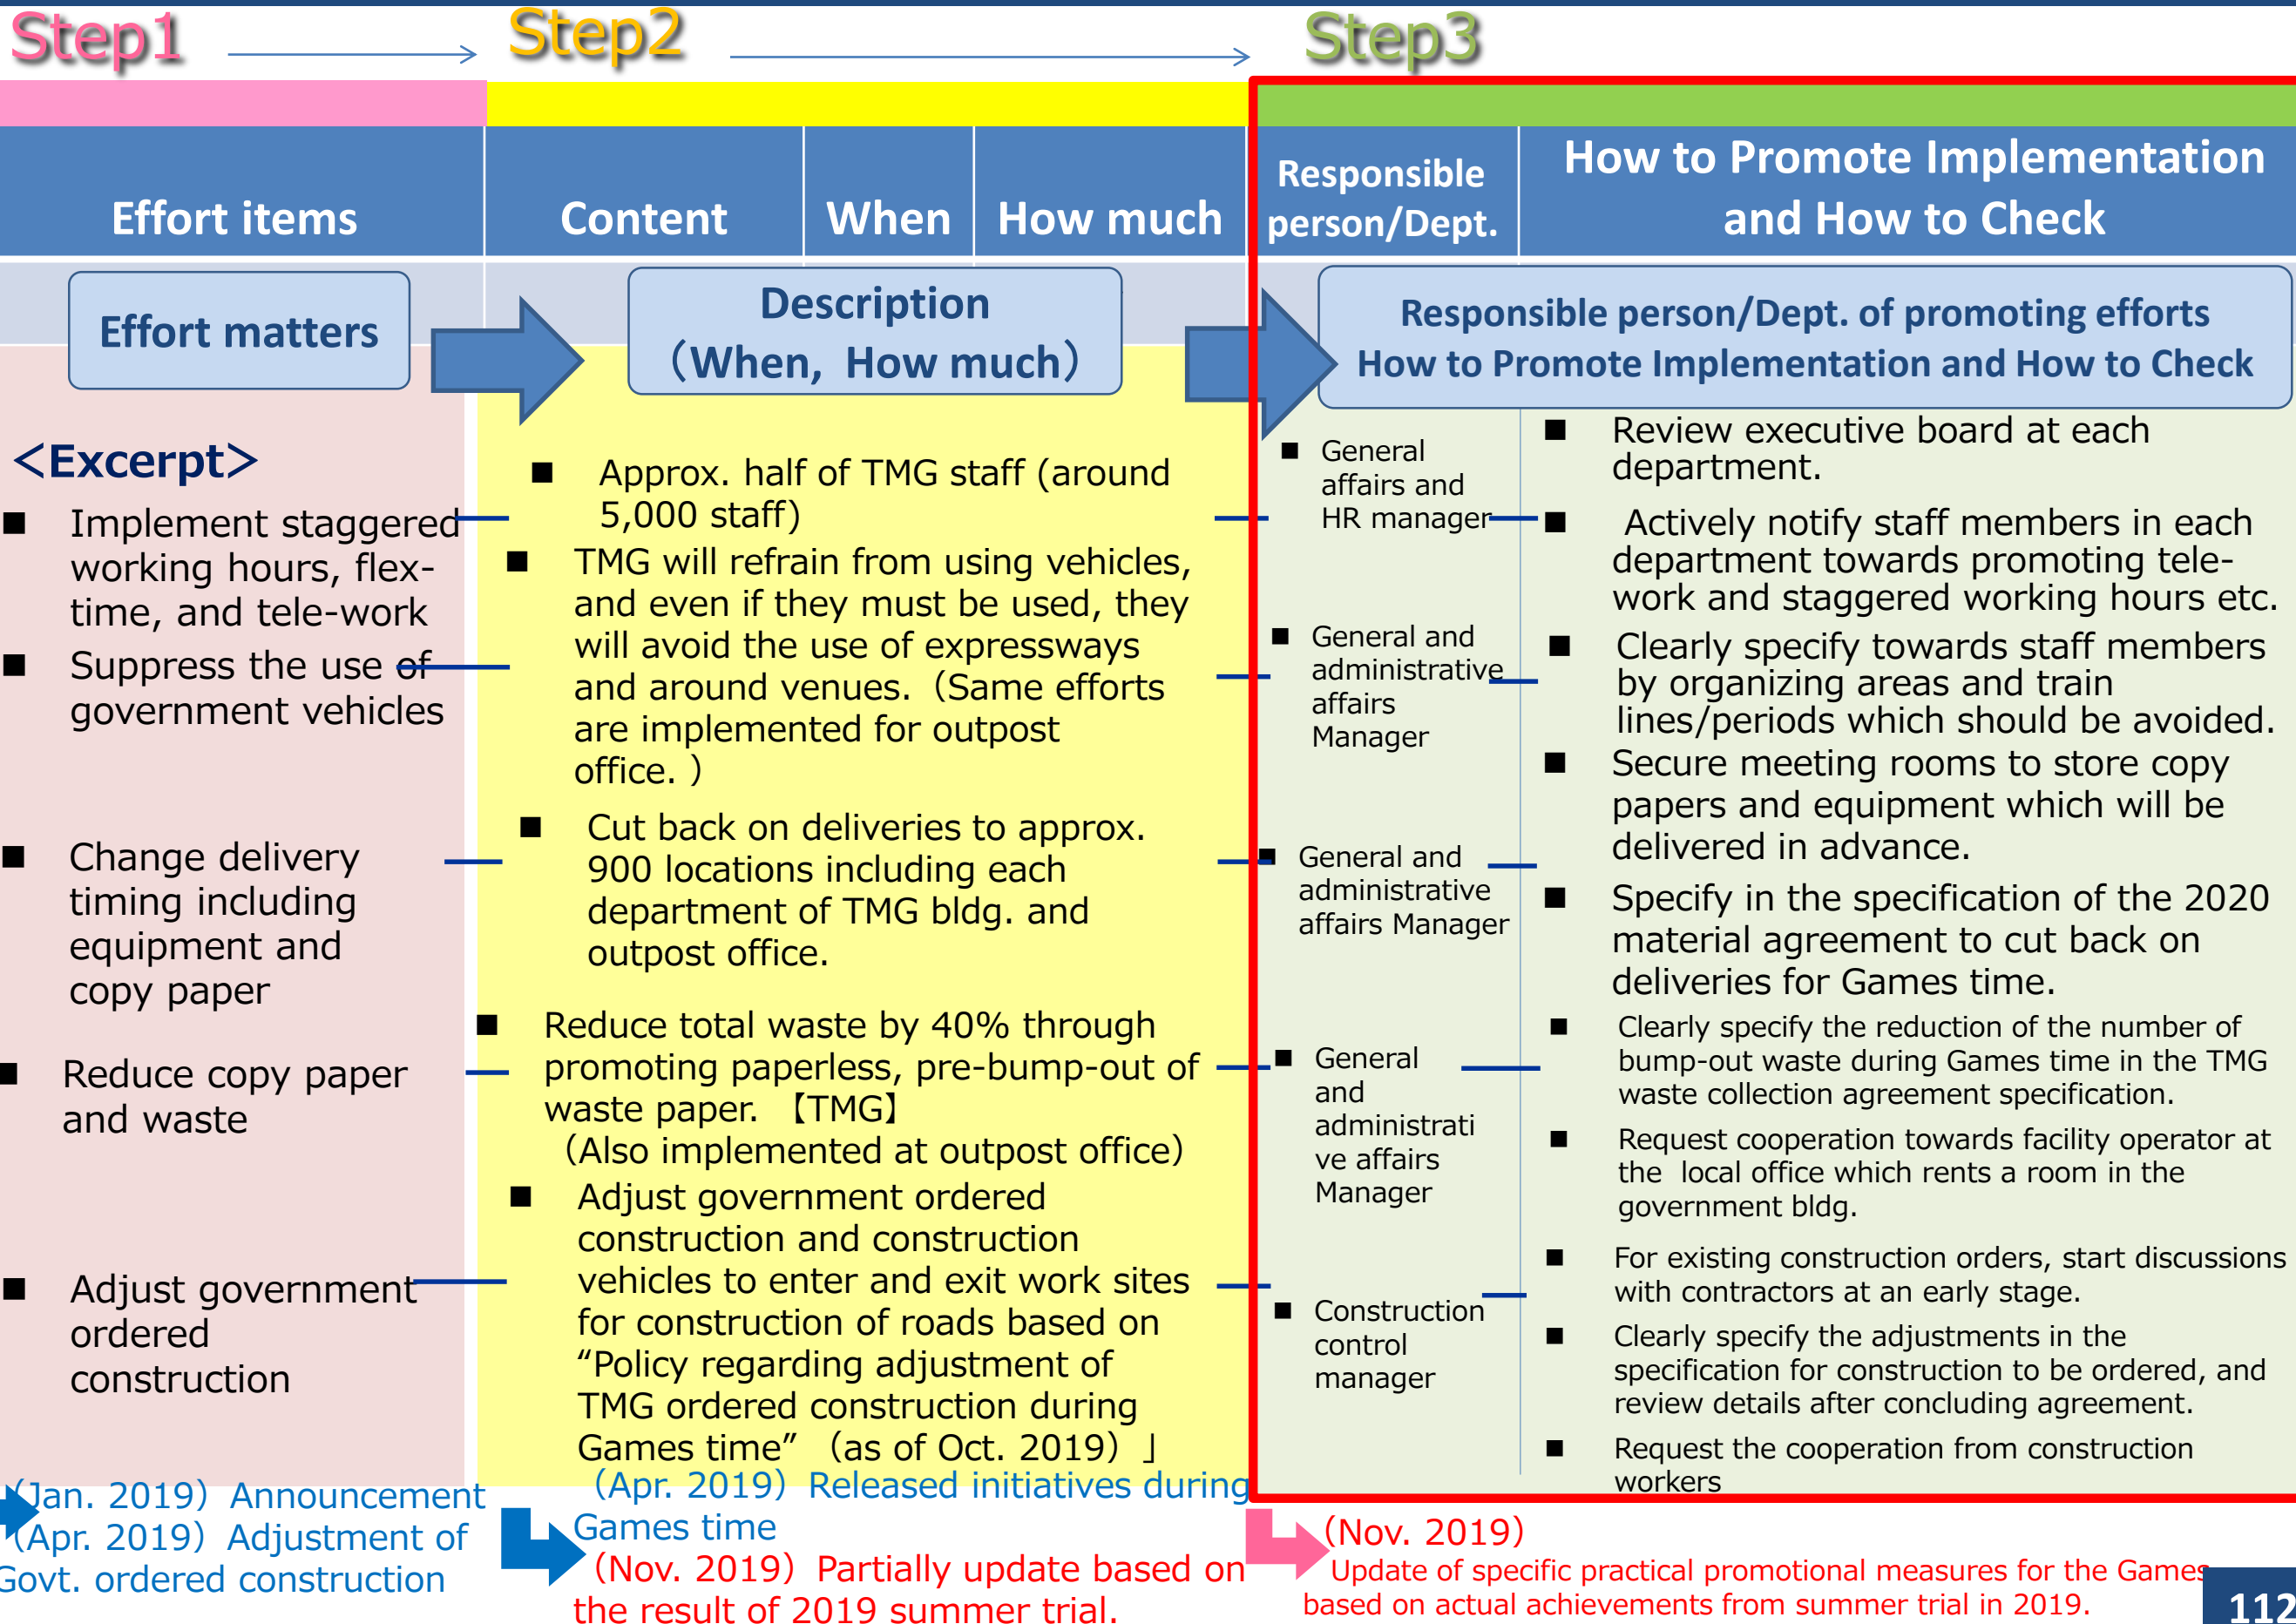 Step1
Step2
Step3
Effort items
Content
When
How much
Responsible
person/Dept.
How to Promote Implementation
and How to Check
Effort matters
Description
（When, How much）
Responsible person/Dept. of promoting efforts
How to Promote Implementation and How to Check
＜Excerpt＞
■ Implement staggered
working hours, flex-
time, and tele-work
■ Suppress the use of
government vehicles
■ Change delivery
timing including
equipment and
copy paper
■ Reduce copy paper
and waste
■ Adjust government
ordered
construction
■ Approx. half of TMG staff (around
5,000 staff)
■ TMG will refrain from using vehicles,
and even if they must be used, they
will avoid the use of expressways
and around venues.（Same efforts
are implemented for outpost
office. ）
■ Cut back on deliveries to approx.
900 locations including each
department of TMG bldg. and
outpost office.
■ Reduce total waste by 40% through
promoting paperless, pre-bump-out of
waste paper. 【TMG】
（Also implemented at outpost office）
■ Adjust government ordered
construction and construction
vehicles to enter and exit work sites
for construction of roads based on
“Policy regarding adjustment of
TMG ordered construction during
Games time” （as of Oct. 2019）」
■ General
affairs and
HR manager
■ General and
administrative
affairs
Manager
■ General and
administrative
affairs Manager
■ General
and
administrati
ve affairs
Manager
■ Construction
control
manager
■ Review executive board at each
department.
■ Actively notify staff members in each
department towards promoting tele-
work and staggered working hours etc.
■ Clearly specify towards staff members
by organizing areas and train
lines/periods which should be avoided.
■ Secure meeting rooms to store copy
papers and equipment which will be
delivered in advance.
■ Specify in the specification of the 2020
material agreement to cut back on
deliveries for Games time.
■ Clearly specify the reduction of the number of
bump-out waste during Games time in the TMG
waste collection agreement specification.
■ Request cooperation towards facility operator at
the local office which rents a room in the
government bldg.
■ For existing construction orders, start discussions
with contractors at an early stage.
■ Clearly specify the adjustments in the
specification for construction to be ordered, and
review details after concluding agreement.
■ Request the cooperation from construction
workers
（Jan. 2019）Announcement
（Apr. 2019）Adjustment of
Govt. ordered construction
（Apr. 2019）Released initiatives during
Games time
（Nov. 2019）Partially update based on
the result of 2019 summer trial.
（Nov. 2019）
Update of specific practical promotional measures for the Games
based on actual achievements from summer trial in 2019.
112